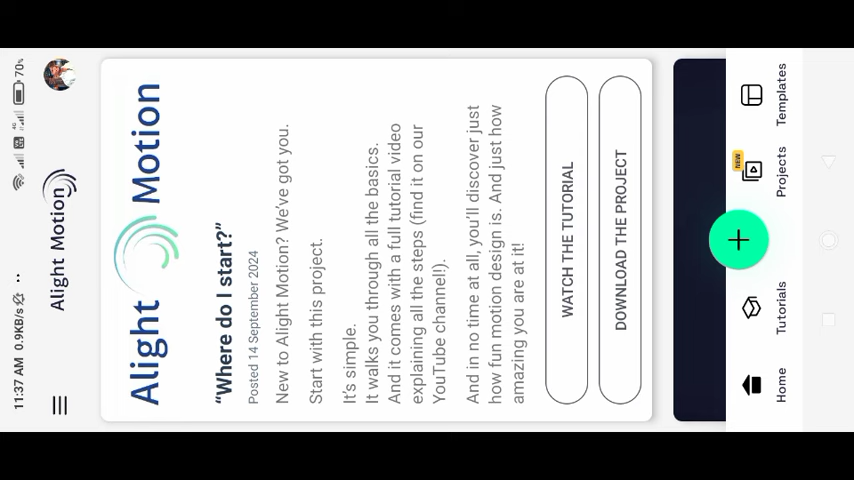 11:37 AM 0.9KB/s
4G
70%
Alight Motion
Alight Motion
“Where do I start?”
Posted 14 September 2024
New to Alight Motion? We’ve got you.
Start with this project.
It’s simple.
It walks you through all the basics.
And it comes with a full tutorial video
explaining all the steps (find it on our
YouTube channel!).
And in no time at all, you’ll discover just
how fun motion design is. And just how
amazing you are at it!
WATCH THE TUTORIAL
DOWNLOAD THE PROJECT
NEW
Home
Tutorials
Projects
Templates